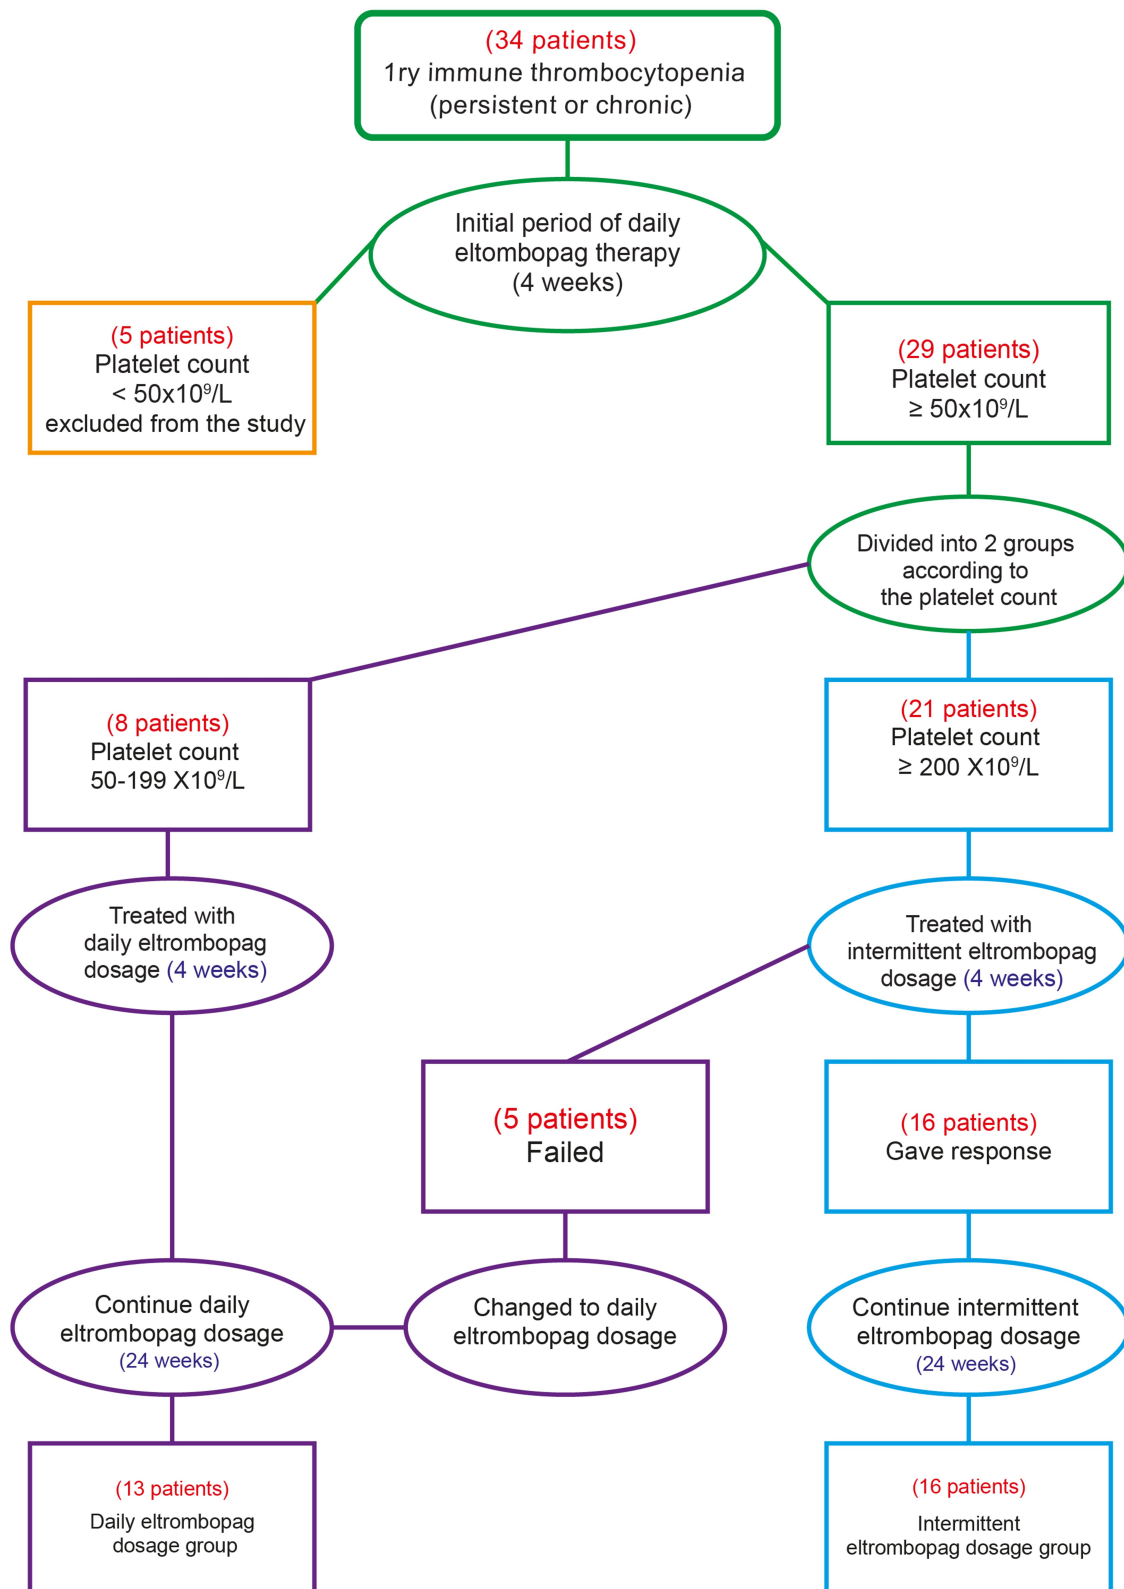 (34 patients)
1ry immune thrombocytopenia
(persistent or chronic)
Initial period of daily
eltombopag therapy
(4 weeks)
(5 patients)
Platelet count
< 50x10⁹/L
excluded from the study
(29 patients)
Platelet count
≥ 50x10⁹/L
Divided into 2 groups
according to
the platelet count
(8 patients)
Platelet count
50-199 X10⁹/L
(21 patients)
Platelet count
≥ 200 X10⁹/L
Treated with
daily eltrombopag
dosage (4 weeks)
Treated with
intermittent eltrombopag
dosage (4 weeks)
(5 patients)
Failed
(16 patients)
Gave response
Continue daily
eltrombopag dosage
(24 weeks)
Changed to daily
eltrombopag dosage
Continue intermittent
eltrombopag dosage
(24 weeks)
(13 patients)
Daily eltrombopag
dosage group
(16 patients)
Intermittent
eltrombopag dosage group